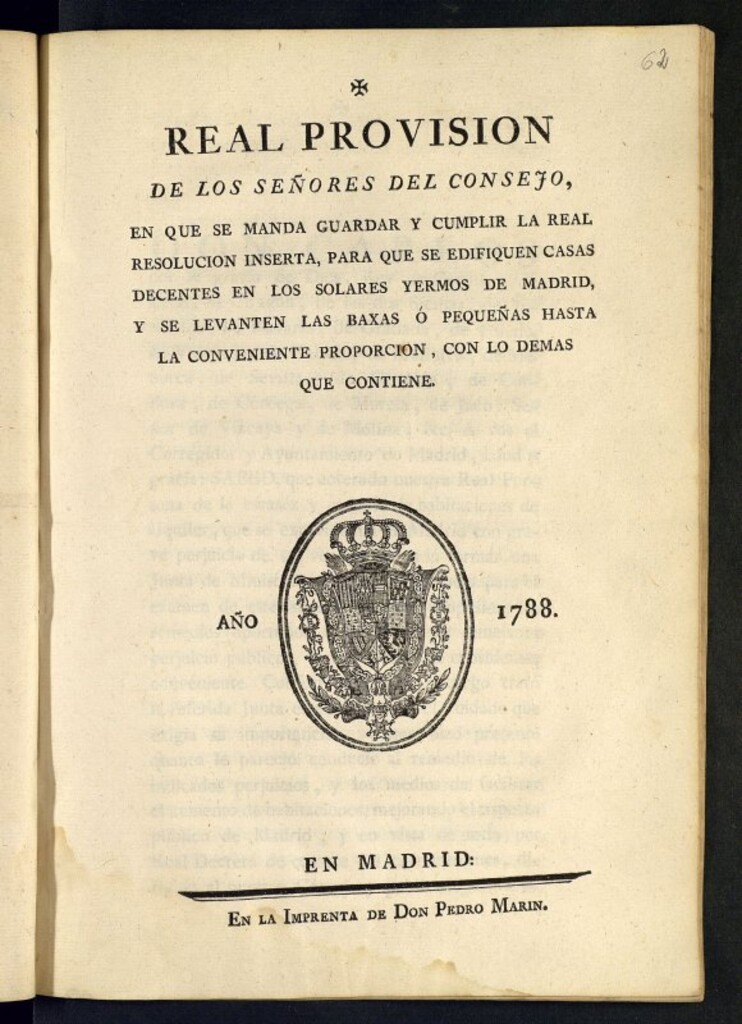 62
REAL PROVISION
DE LOS SEÑORES DEL CONSEJO,
EN QUE SE MANDA GUARDAR Y CUMPLIR LA REAL
RESOLUCION INSERTA, PARA QUE SE EDIFIQUEN CASAS
DECENTES EN LOS SOLARES YERMOS DE MADRID,
Y SE LEVANTEN LAS BAXAS Ó PEQUEÑAS HASTA
LA CONVENIENTE PROPORCION, CON LO DEMAS
QUE CONTIENE.
AÑO 1788.
EN MADRID:
EN LA IMPRENTA DE DON PEDRO MARIN.